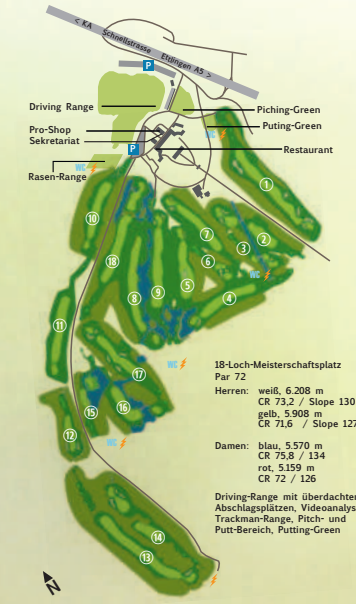 < KA Schnellstrasse Ettlingen A5 >
P
Driving Range
Piching-Green
Pro-Shop
Puting-Green
WC
Sekretariat
P
Restaurant
WC
Rasen-Range
1
10
7
2
3
18
6
WC
5
9
8
4
11
17
WC
15
16
12
WC
14
13
N
18-Loch-Meisterschaftsplatz
Par 72
Herren: weiß, 6.208 m
CR 73,2 / Slope 130
gelb, 5.908 m
CR 71,6 / Slope 127
Damen: blau, 5.570 m
CR 75,8 / 134
rot, 5.159 m
CR 72 / 126
Driving-Range mit überdachten
Abschlagsplätzen, Videoanalys
Trackman-Range, Pitch- und
Putt-Bereich, Putting-Green